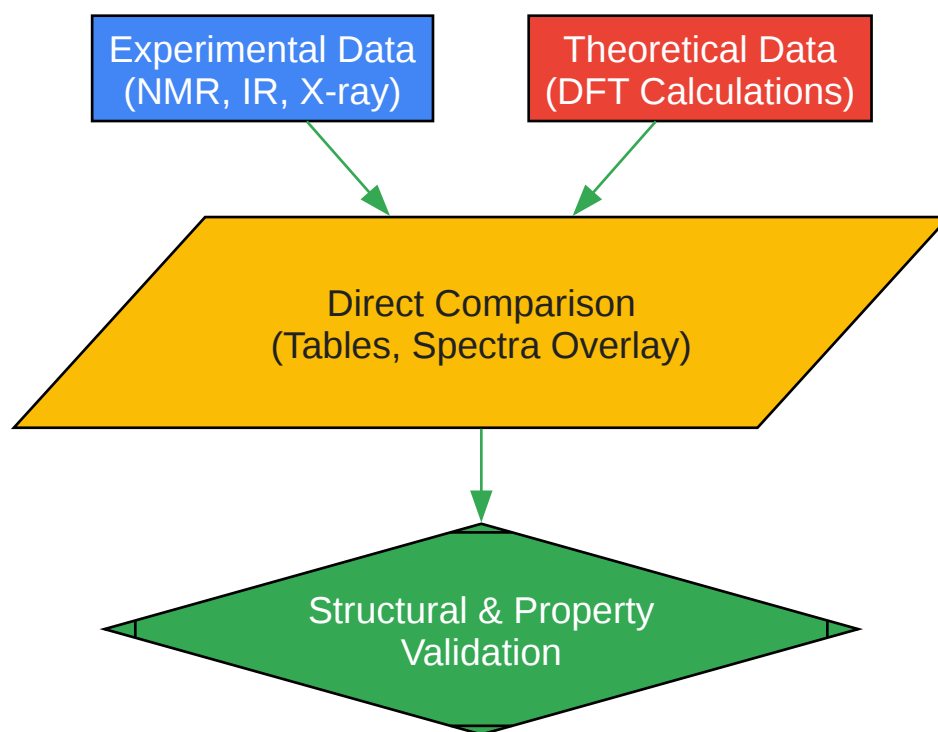 Experimental Data
(NMR, IR, X-ray)
Theoretical Data
(DFT Calculations)
Direct Comparison
(Tables, Spectra Overlay)
Structural & Property
Validation